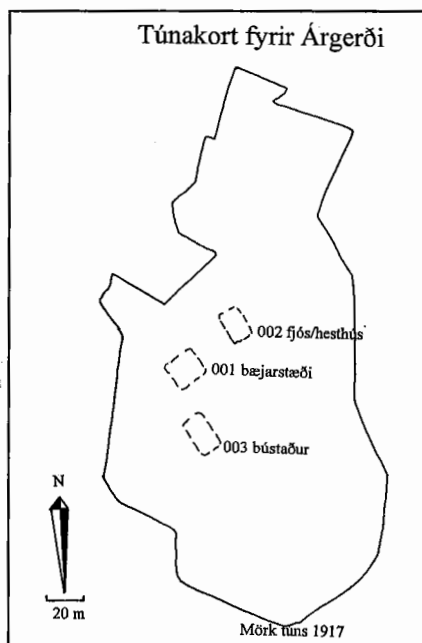 Túnakort fyrir Árgerði
002 fjós/hesthús
001 bæjarstæði
003 bústaður
N
20 m
Mörk túns 1917